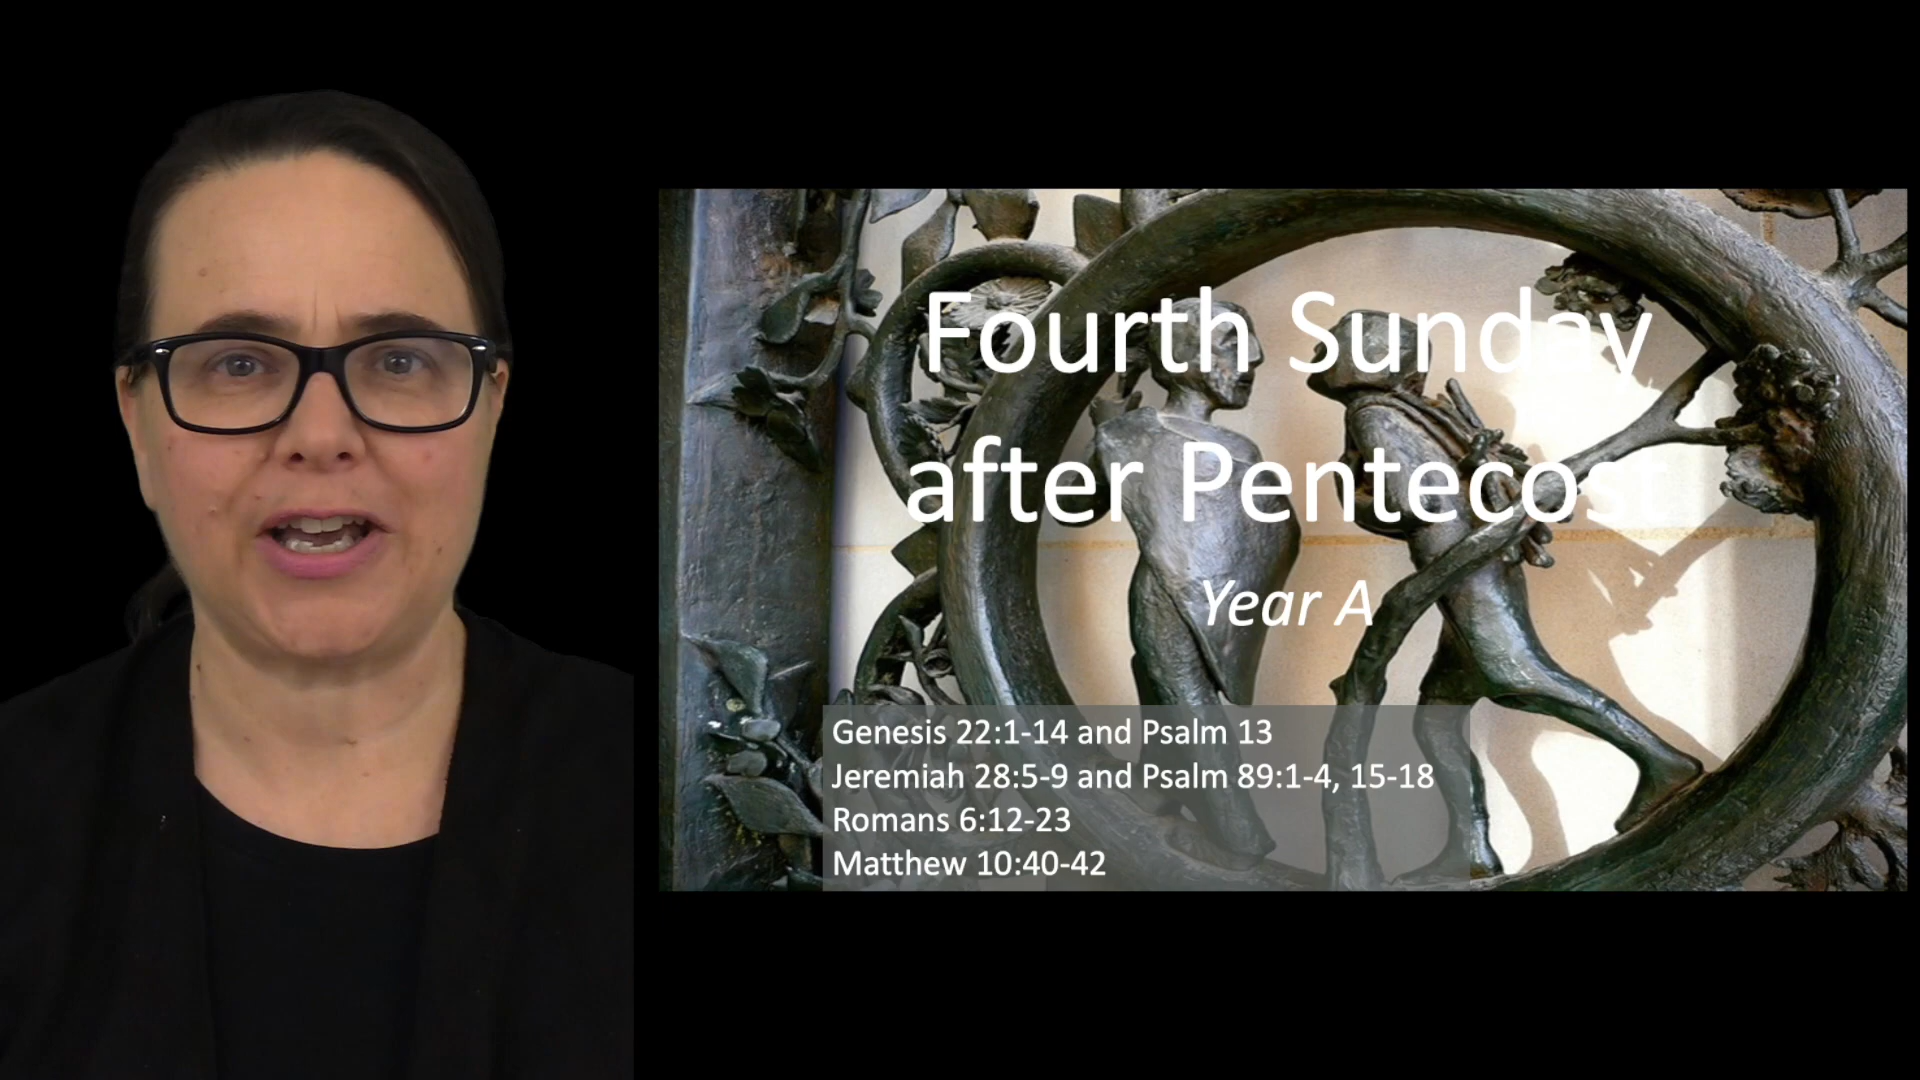 Fourth Sunday
after Pentecost
Year A
Genesis 22:1-14 and Psalm 13
Jeremiah 28:5-9 and Psalm 89:1-4, 15-18
Romans 6:12-23
Matthew 10:40-42